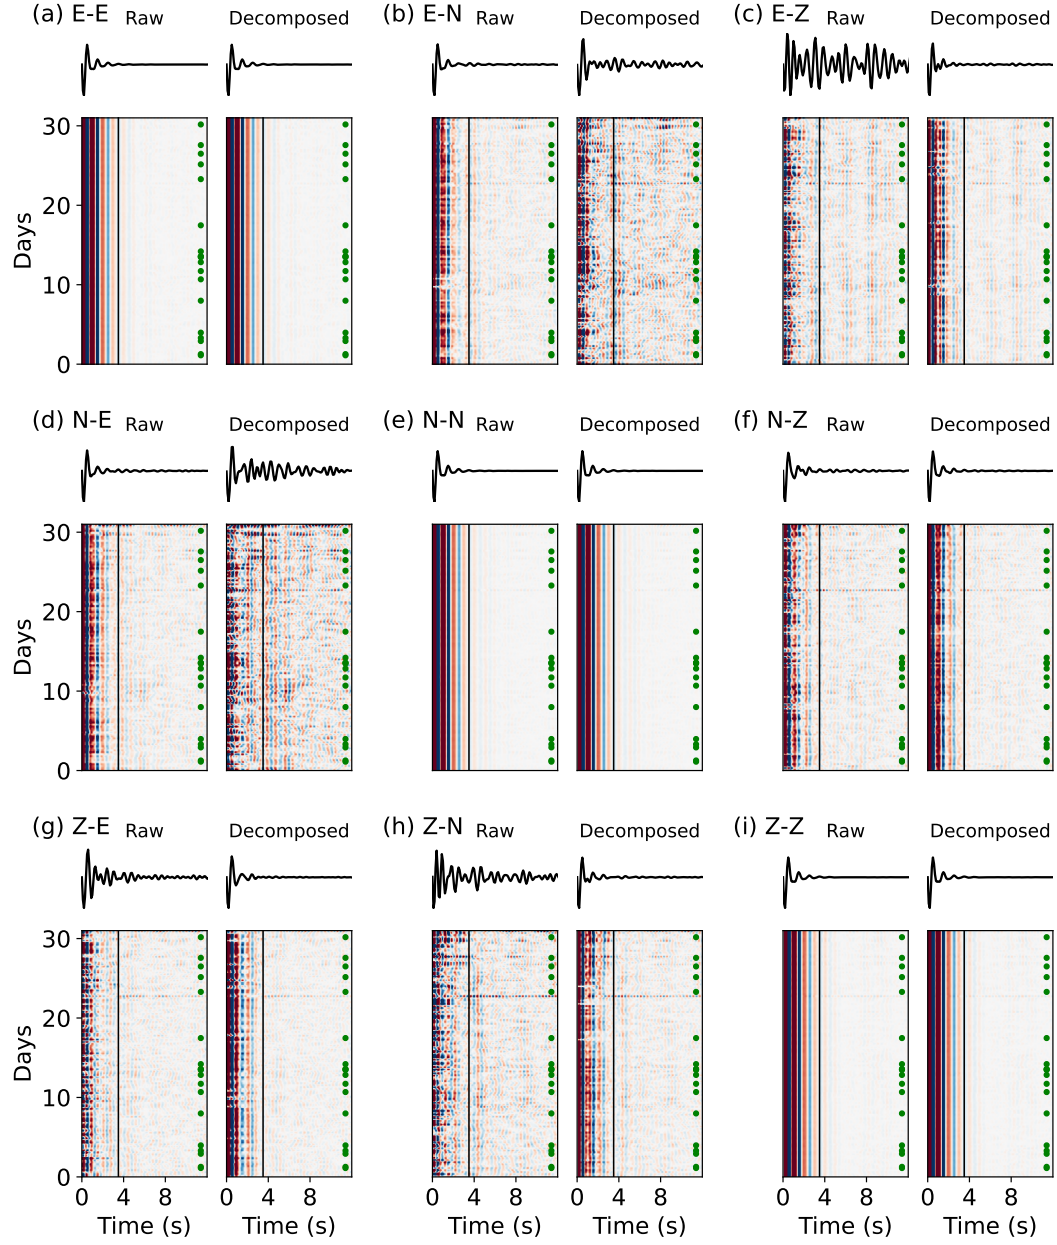 (a) E-E Raw Decomposed (b) E-N Raw Decomposed (c) E-Z Raw Decomposed
30
20
10
0
Days
(d) N-E Raw Decomposed (e) N-N Raw Decomposed (f) N-Z Raw Decomposed
30
20
10
0
Days
(g) Z-E Raw Decomposed (h) Z-N Raw Decomposed (i) Z-Z Raw Decomposed
30
20
10
0
Days
0 4 8 0 4 8 0 4 8 0 4 8 0 4 8 0 4 8
Time (s) Time (s) Time (s) Time (s) Time (s) Time (s)